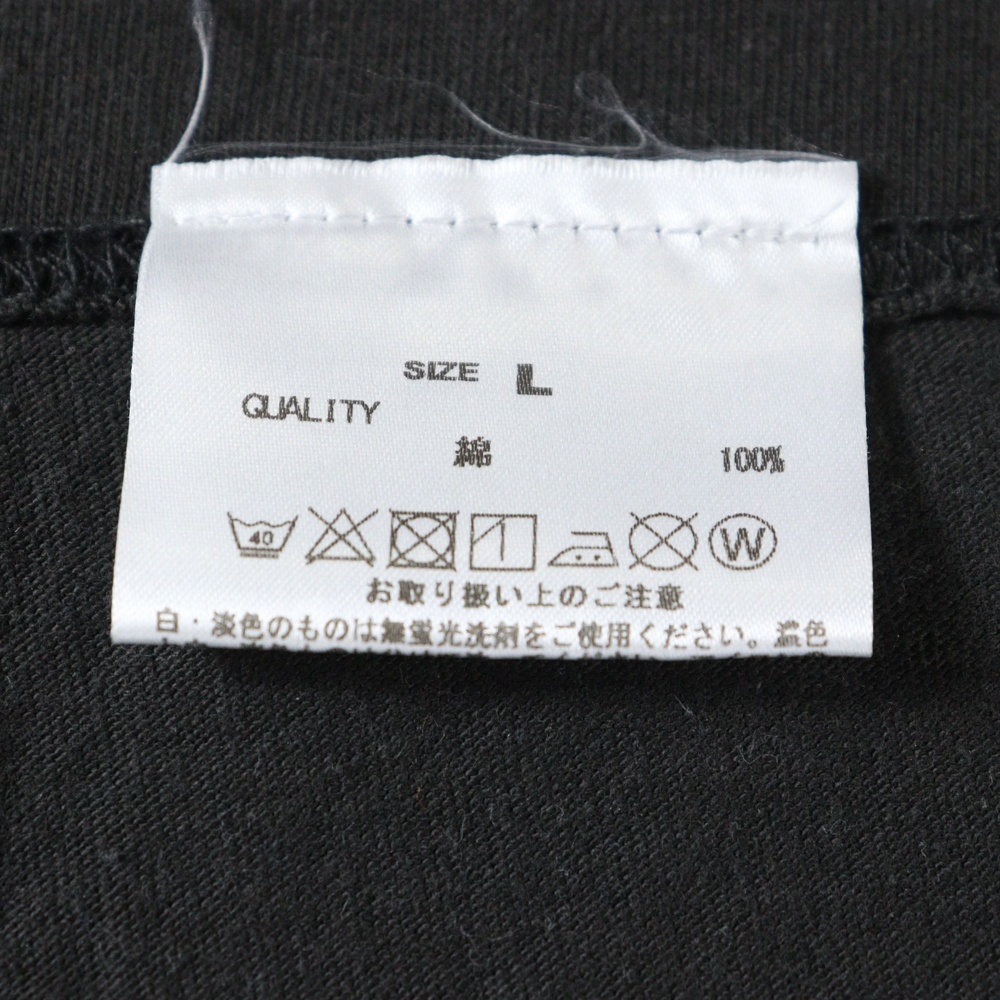 SIZE L
QUALITY
綿 100%
40 W
お取り扱い上のご注意
白・淡色のものは無蛍光洗剤をご使用ください。濃色